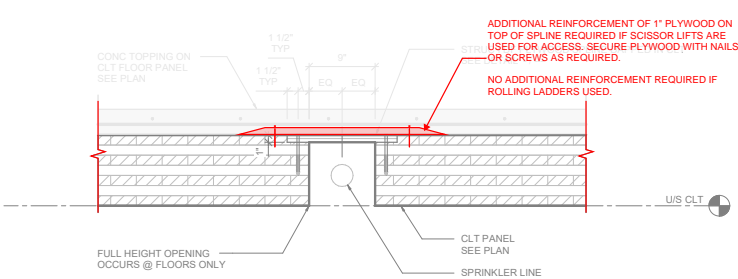 ADDITIONAL REINFORCEMENT OF 1" PLYWOOD ON
TOP OF SPLINE REQUIRED IF SCISSOR LIFTS ARE
USED FOR ACCESS. SECURE PLYWOOD WITH NAILS
OR SCREWS AS REQUIRED.
NO ADDITIONAL REINFORCEMENT REQUIRED IF
ROLLING LADDERS USED.
1 1/2"
TYP
CONC TOPPING ON
CLT FLOOR PANEL
SEE PLAN
1 1/2"
TYP
9"
EQ
EQ
1"
U/S CLT
FULL HEIGHT OPENING
OCCURS @ FLOORS ONLY
CLT PANEL
SEE PLAN
SPRINKLER LINE